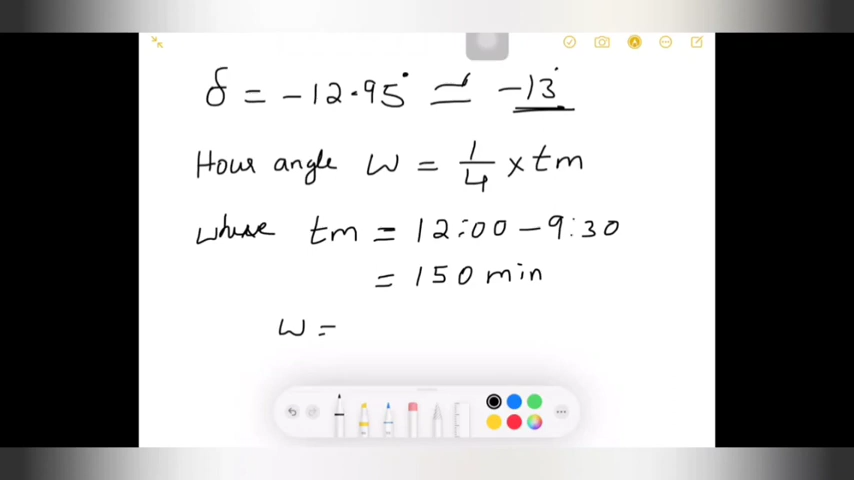 δ = -12.95° ≃ -13°
Hour angle ω = 1/4 × tm
where tm = 12:00 - 9:30
= 150 min
ω =